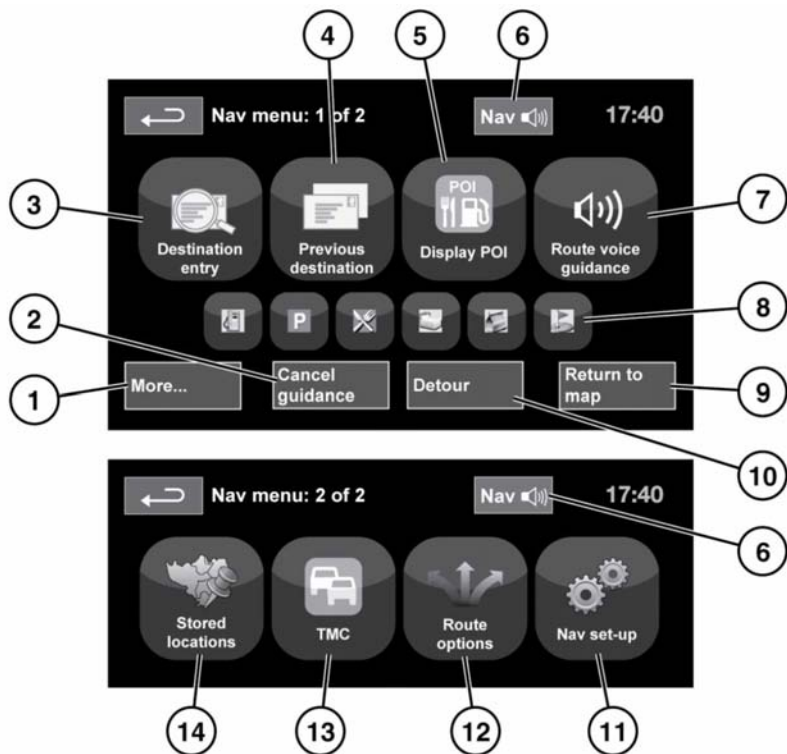 4
5
6
Nav menu: 1 of 2
Nav
17:40
3
7
POI
Destination
entry
Previous
destination
Display POI
Route voice
guidance
2
8
P
1
More...
Cancel
guidance
Detour
Return to
map
9
10
Nav menu: 2 of 2
Nav
17:40
6
Stored
locations
TMC
Route
options
Nav set-up
14
13
12
11